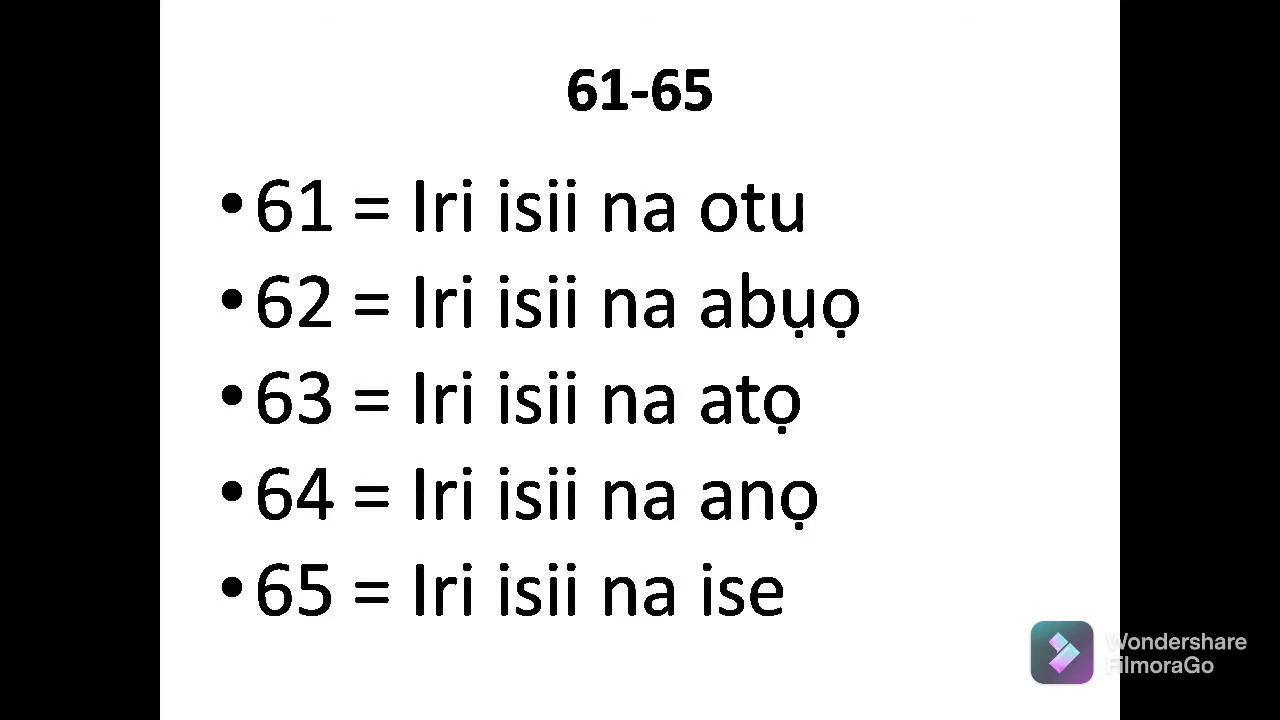 61-65
•61 = Iri isii na otu
•62 = Iri isii na abụọ
•63 = Iri isii na atọ
•64 = Iri isii na anọ
•65 = Iri isii na ise
Wondershare
FilmoraGo